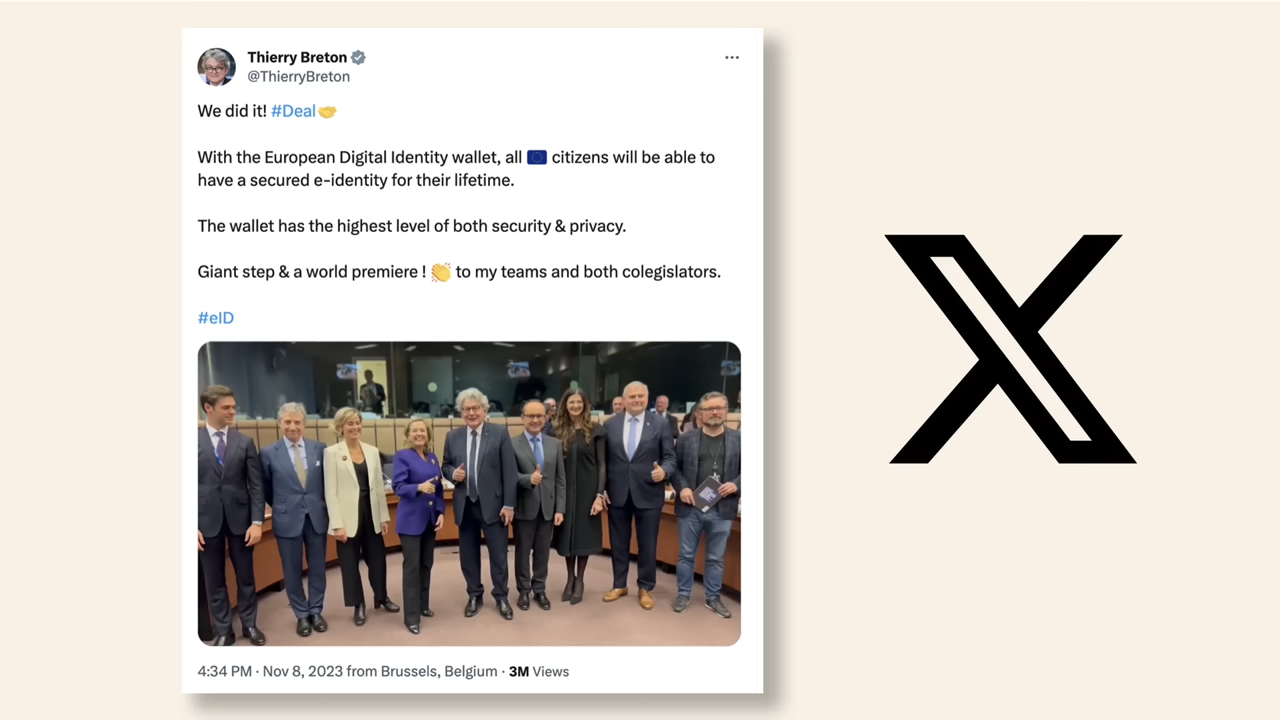 Thierry Breton
@ThierryBreton
We did it! #Deal🤝
With the European Digital Identity wallet, all 🇪🇺 citizens will be able to
have a secured e-identity for their lifetime.
The wallet has the highest level of both security & privacy.
Giant step & a world premiere ! 👏 to my teams and both colegislators.
#eID
4:34 PM · Nov 8, 2023 from Brussels, Belgium · 3M Views